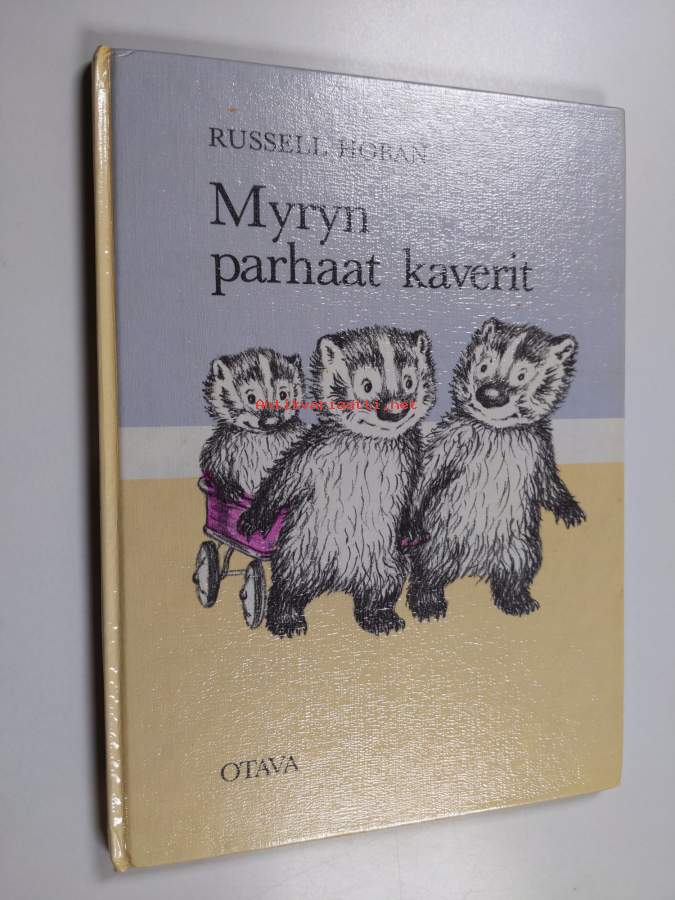 RUSSELL HOBAN
Myryn
parhaat kaverit
Antikvariaatti.net
OTAVA